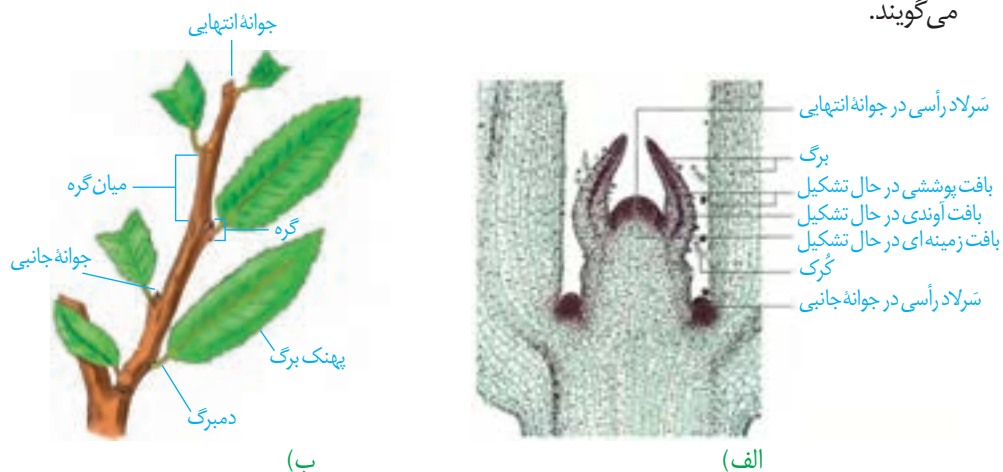 می‌گویند.
سَرلاد رأسی در جوانهٔ انتهایی
برگ
بافت پوششی در حال تشکیل
بافت آوندی در حال تشکیل
بافت زمینه ای در حال تشکیل
کُرک
سَرلاد رأسی در جوانهٔ جانبی
الف)
جوانهٔ انتهایی
میان گره
گره
جوانهٔ جانبی
پهنک برگ
دمبرگ
ب)